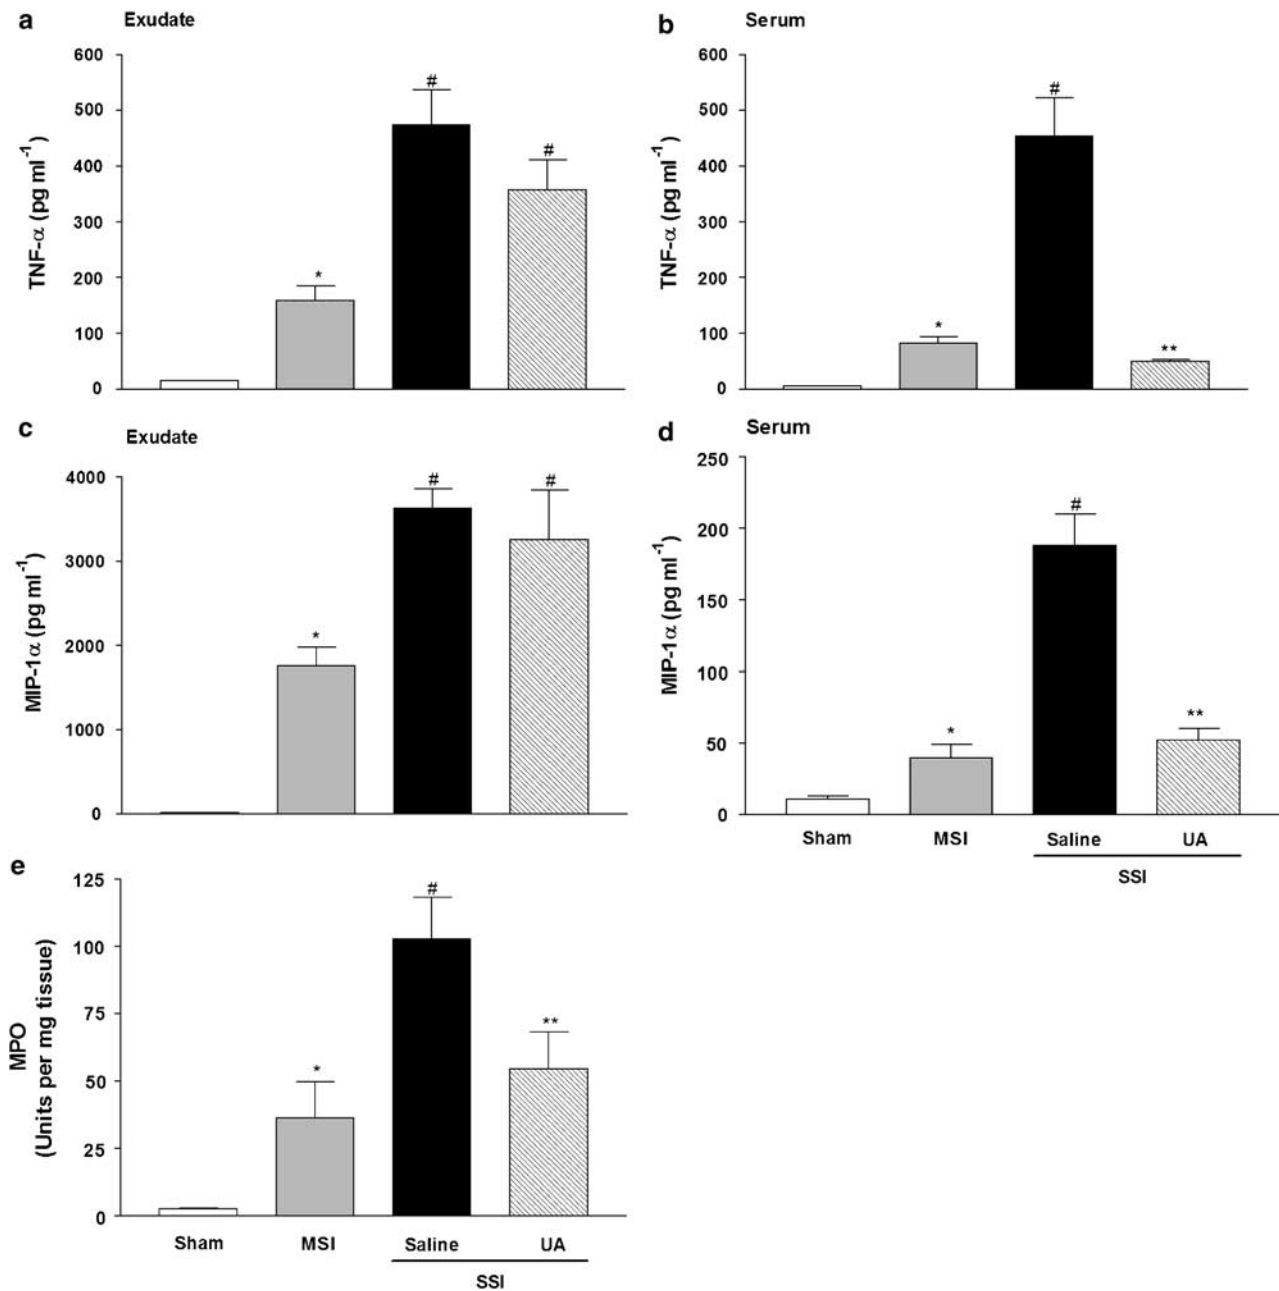 a
Exudate
TNF-α (pg ml⁻¹)
600
500
400
300
200
100
0
*
#
#
b
Serum
TNF-α (pg ml⁻¹)
600
500
400
300
200
100
0
*
#
**
c
Exudate
MIP-1α (pg ml⁻¹)
4000
3000
2000
1000
0
*
#
#
d
Serum
MIP-1α (pg ml⁻¹)
250
200
150
100
50
0
*
#
**
Sham MSI Saline UA
SSI
e
MPO
(Units per mg tissue)
125
100
75
50
25
0
*
#
**
Sham MSI Saline UA
SSI